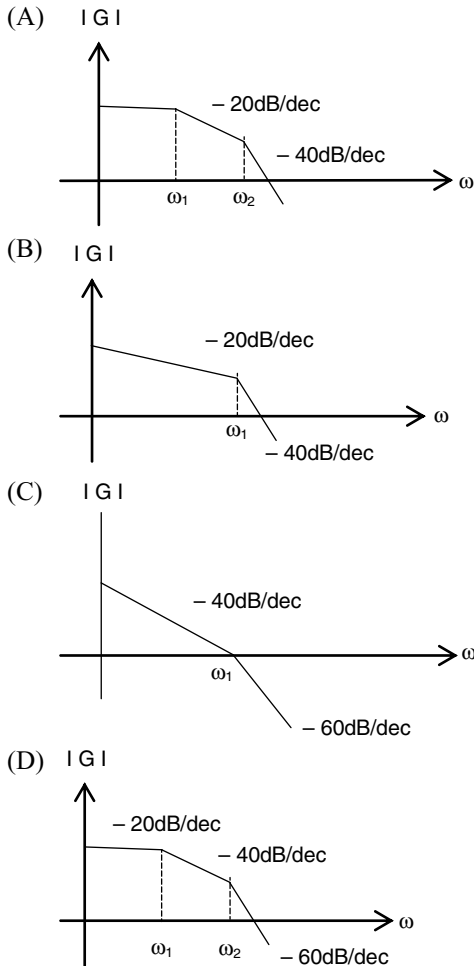 (A) I G I
– 20dB/dec
– 40dB/dec
ω
ω₁ ω₂
(B) I G I
– 20dB/dec
ω
ω₁
– 40dB/dec
(C) I G I
– 40dB/dec
ω
ω₁
– 60dB/dec
(D) I G I
– 20dB/dec
– 40dB/dec
ω
ω₁ ω₂
– 60dB/dec